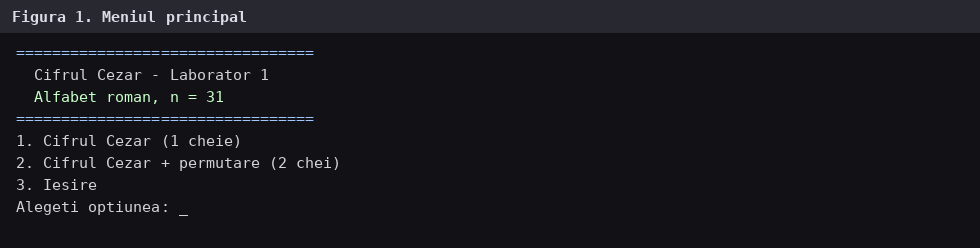 Figura 1. Meniul principal
=================================
Cifrul Cezar - Laborator 1
Alfabet roman, n = 31
=================================
1. Cifrul Cezar (1 cheie)
2. Cifrul Cezar + permutare (2 chei)
3. Iesire
Alegeti optiunea: _